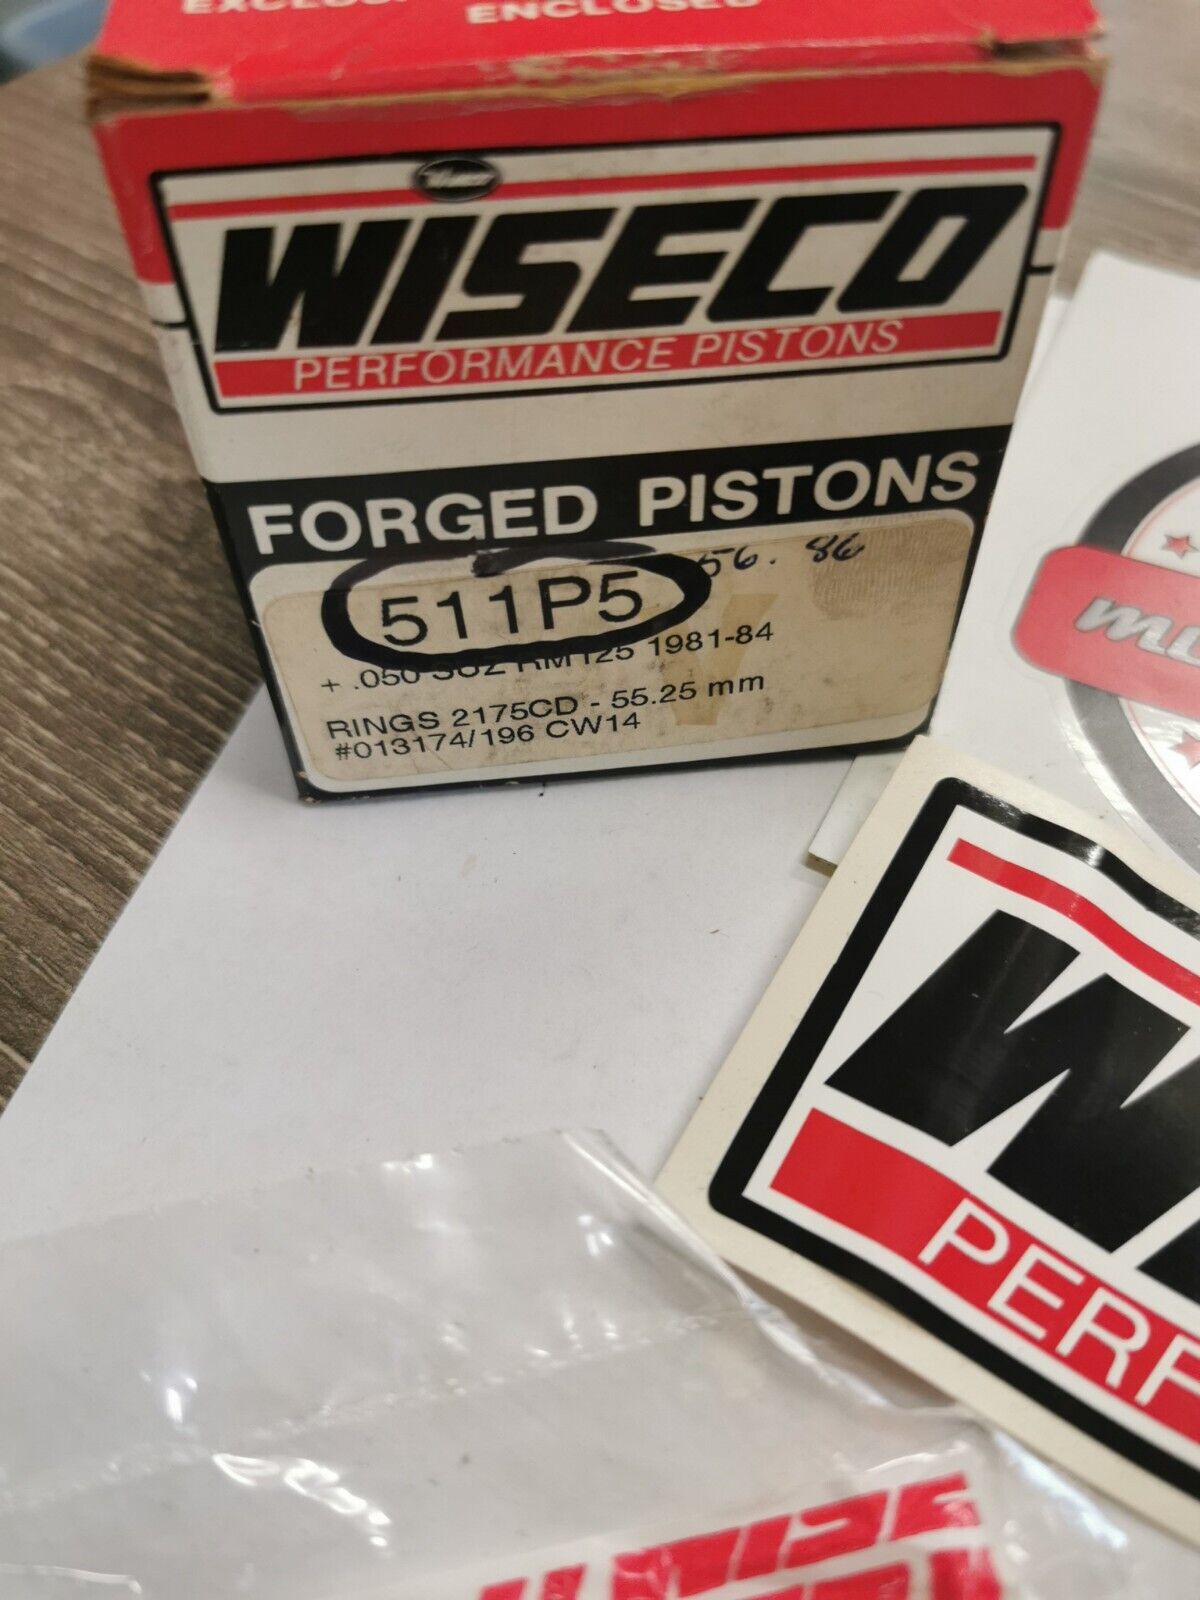 ENCLOSED
WISECO
PERFORMANCE PISTONS
FORGED PISTONS
56.86
511P5
+ .050 SUZ RM125 1981-84
RINGS 2175CD - 55.25 mm
#013174/196 CW14
PERF
WISE